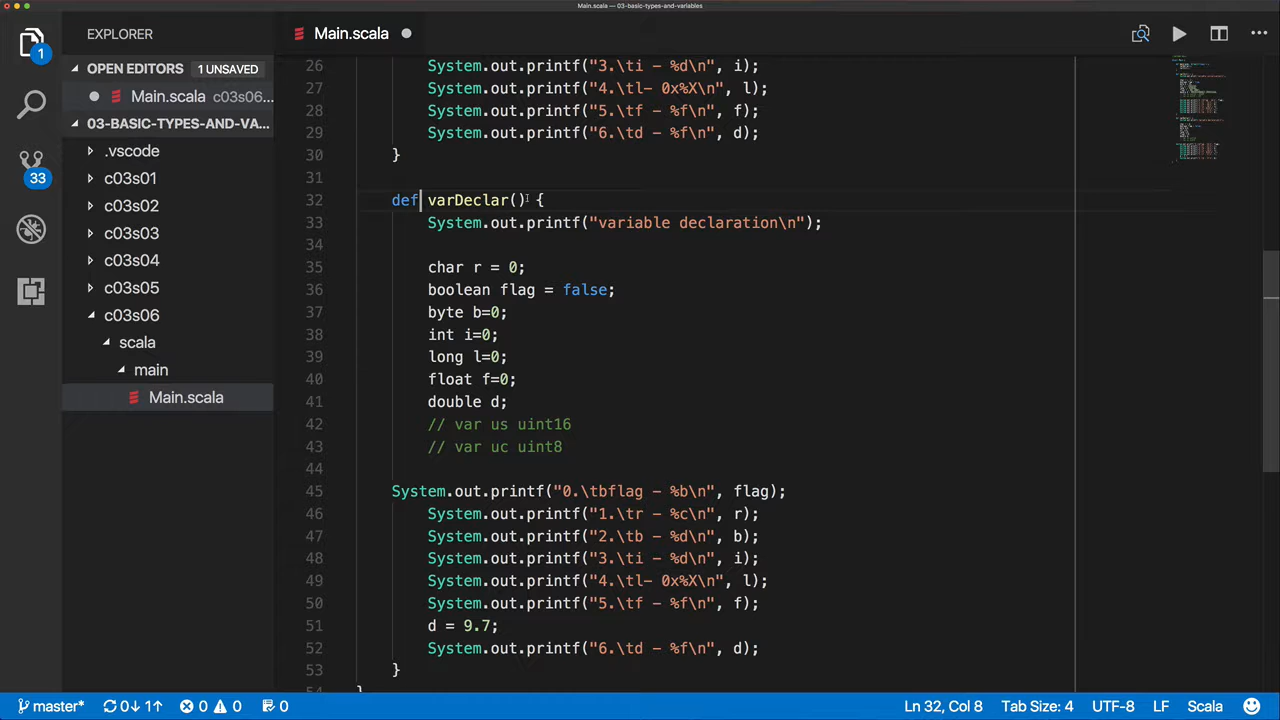 Main.scala — 03-basic-types-and-variables
EXPLORER
Main.scala
OPEN EDITORS 1 UNSAVED
Main.scala c03s06...
03-BASIC-TYPES-AND-VA...
.vscode
c03s01
c03s02
c03s03
c03s04
c03s05
c03s06
scala
main
Main.scala
1
33
26 System.out.printf("3.\ti - %d\n", i);
27 System.out.printf("4.\tl- 0x%X\n", l);
28 System.out.printf("5.\tf - %f\n", f);
29 System.out.printf("6.\td - %f\n", d);
30 }
31
32 def varDeclar() {
33 System.out.printf("variable declaration\n");
34
35 char r = 0;
36 boolean flag = false;
37 byte b=0;
38 int i=0;
39 long l=0;
40 float f=0;
41 double d;
42 // var us uint16
43 // var uc uint8
44
45 System.out.printf("0.\tbflag - %b\n", flag);
46 System.out.printf("1.\tr - %c\n", r);
47 System.out.printf("2.\tb - %d\n", b);
48 System.out.printf("3.\ti - %d\n", i);
49 System.out.printf("4.\tl- 0x%X\n", l);
50 System.out.printf("5.\tf - %f\n", f);
51 d = 9.7;
52 System.out.printf("6.\td - %f\n", d);
53 }
54 }
master* 0↓ 1↑ 0 0 0 Ln 32, Col 8 Tab Size: 4 UTF-8 LF Scala